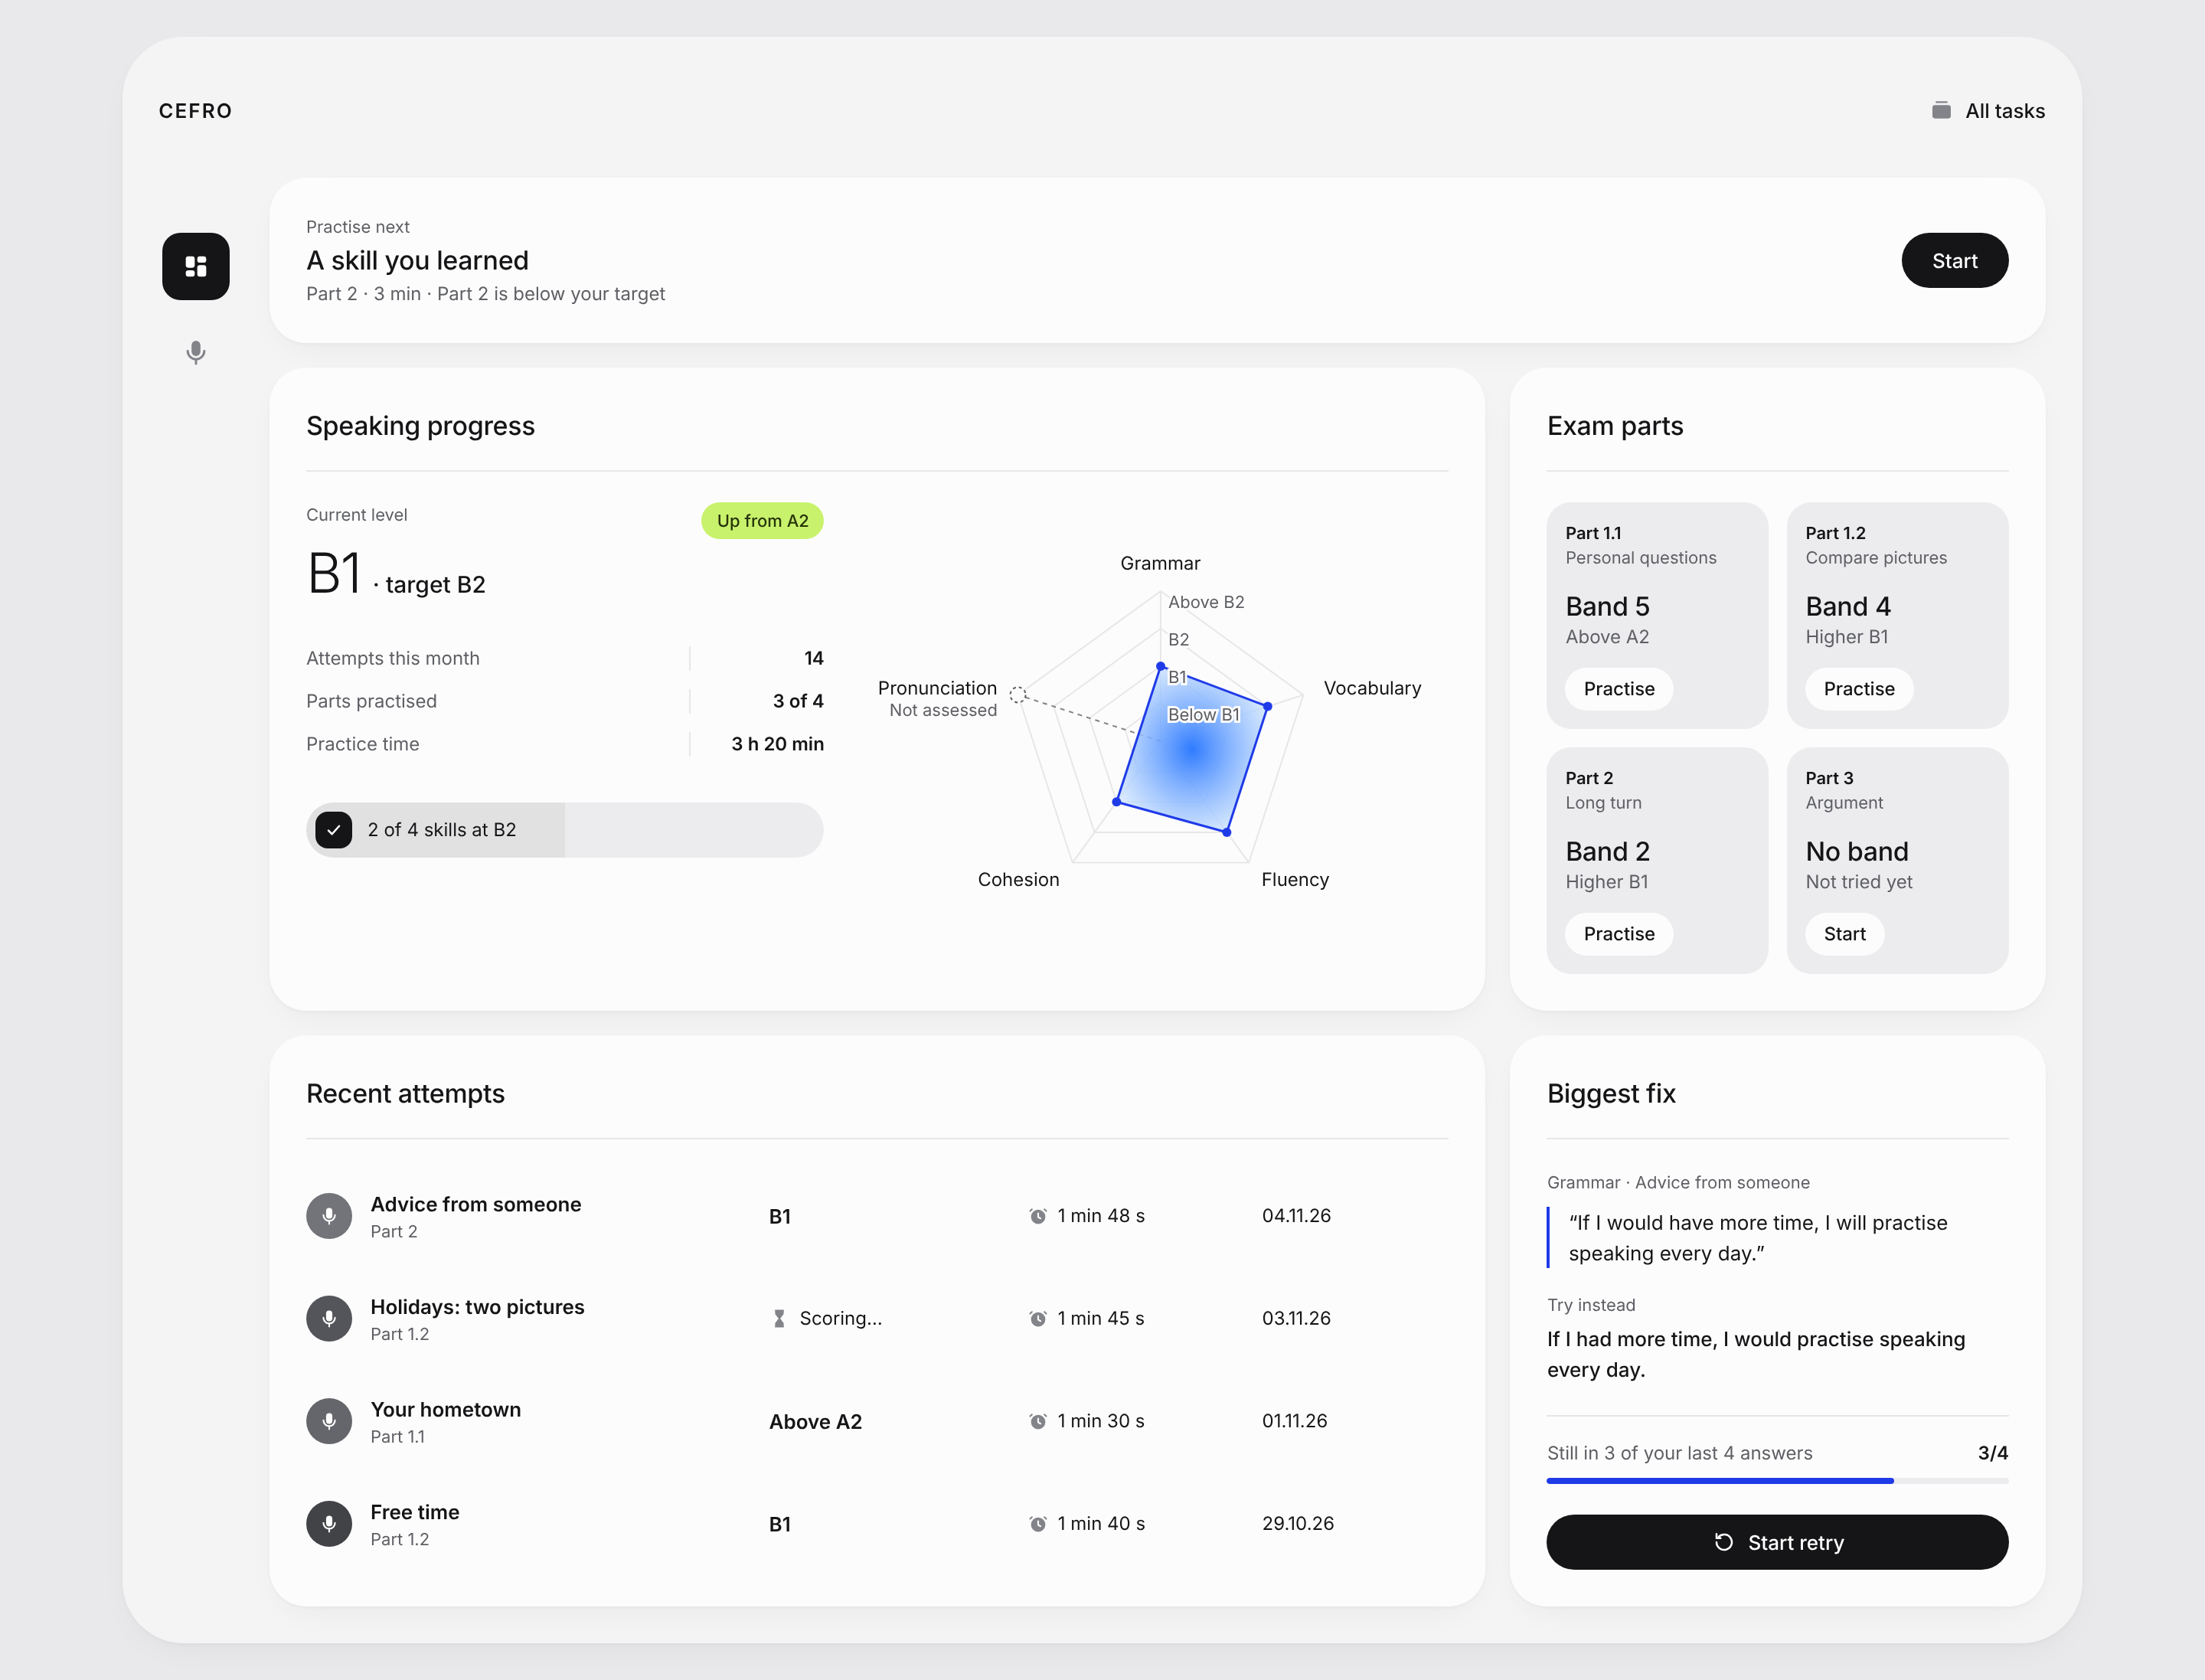 CEFRO
All tasks
Practise next
A skill you learned
Part 2 · 3 min · Part 2 is below your target
Start
Speaking progress
Current level
Up from A2
B1 · target B2
Attempts this month 14
Parts practised 3 of 4
Practice time 3 h 20 min
2 of 4 skills at B2
Grammar
Above B2
B2
B1
Below B1
Pronunciation
Not assessed
Vocabulary
Cohesion
Fluency
Exam parts
Part 1.1
Personal questions
Band 5
Above A2
Practise
Part 1.2
Compare pictures
Band 4
Higher B1
Practise
Part 2
Long turn
Band 2
Higher B1
Practise
Part 3
Argument
No band
Not tried yet
Start
Recent attempts
Advice from someone
Part 2
B1
1 min 48 s
04.11.26
Holidays: two pictures
Part 1.2
Scoring...
1 min 45 s
03.11.26
Your hometown
Part 1.1
Above A2
1 min 30 s
01.11.26
Free time
Part 1.2
B1
1 min 40 s
29.10.26
Biggest fix
Grammar · Advice from someone
“If I would have more time, I will practise
speaking every day.”
Try instead
If I had more time, I would practise speaking
every day.
Still in 3 of your last 4 answers 3/4
Start retry